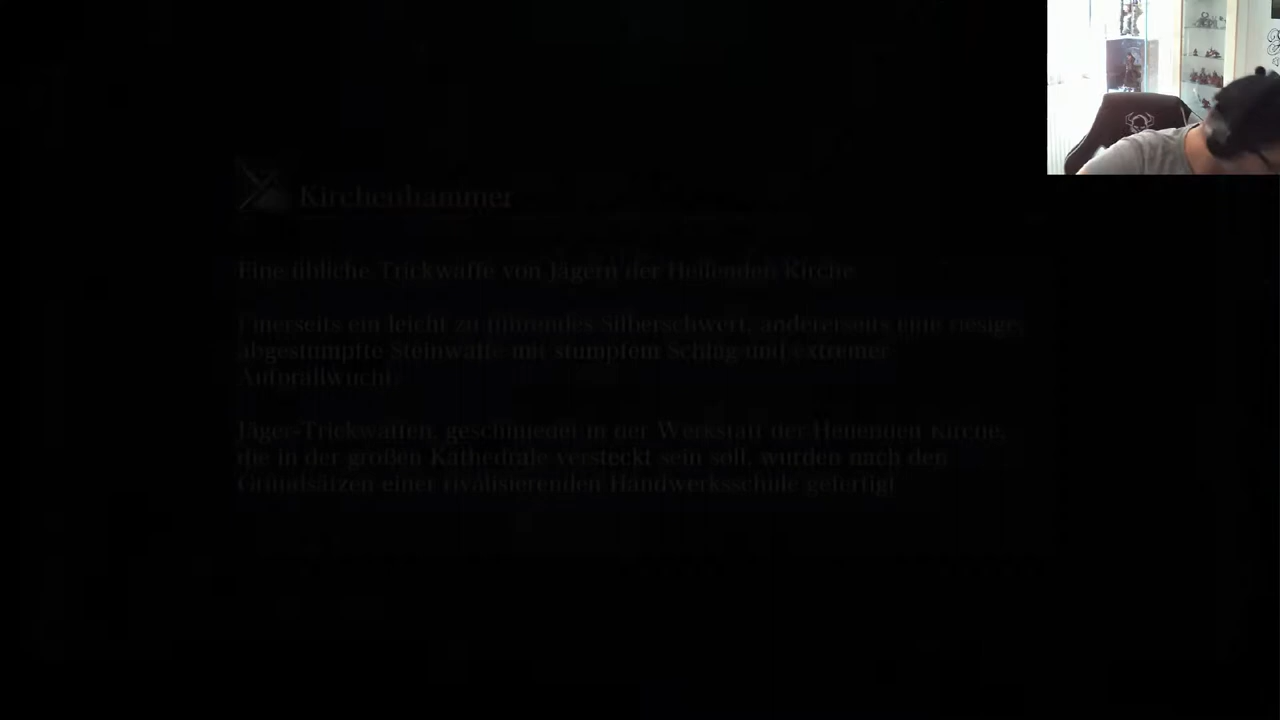 Kirchenhammer
Eine übliche Trickwaffe von Jägern der Heilenden Kirche.
Einerseits ein leicht zu führendes Silberschwert, andererseits eine riesige,
abgestumpfte Steinwaffe mit stumpfem Schlag und extremer
Aufprallwucht.
Jäger-Trickwaffen, geschmiedet in der Werkstatt der Heilenden Kirche,
die in der großen Kathedrale versteckt sein soll, wurden nach den
Grundsätzen einer rivalisierenden Handwerksschule gefertigt.